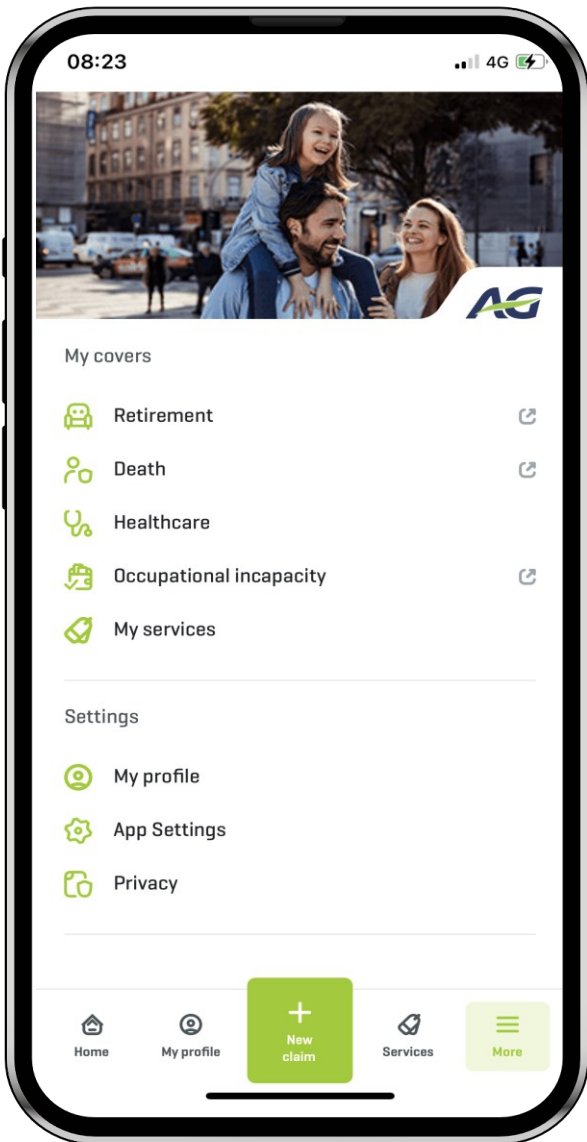 08:23
4G
AG
My covers
Retirement
Death
Healthcare
Occupational incapacity
My services
Settings
My profile
App Settings
Privacy
Home
My profile
New
claim
Services
More